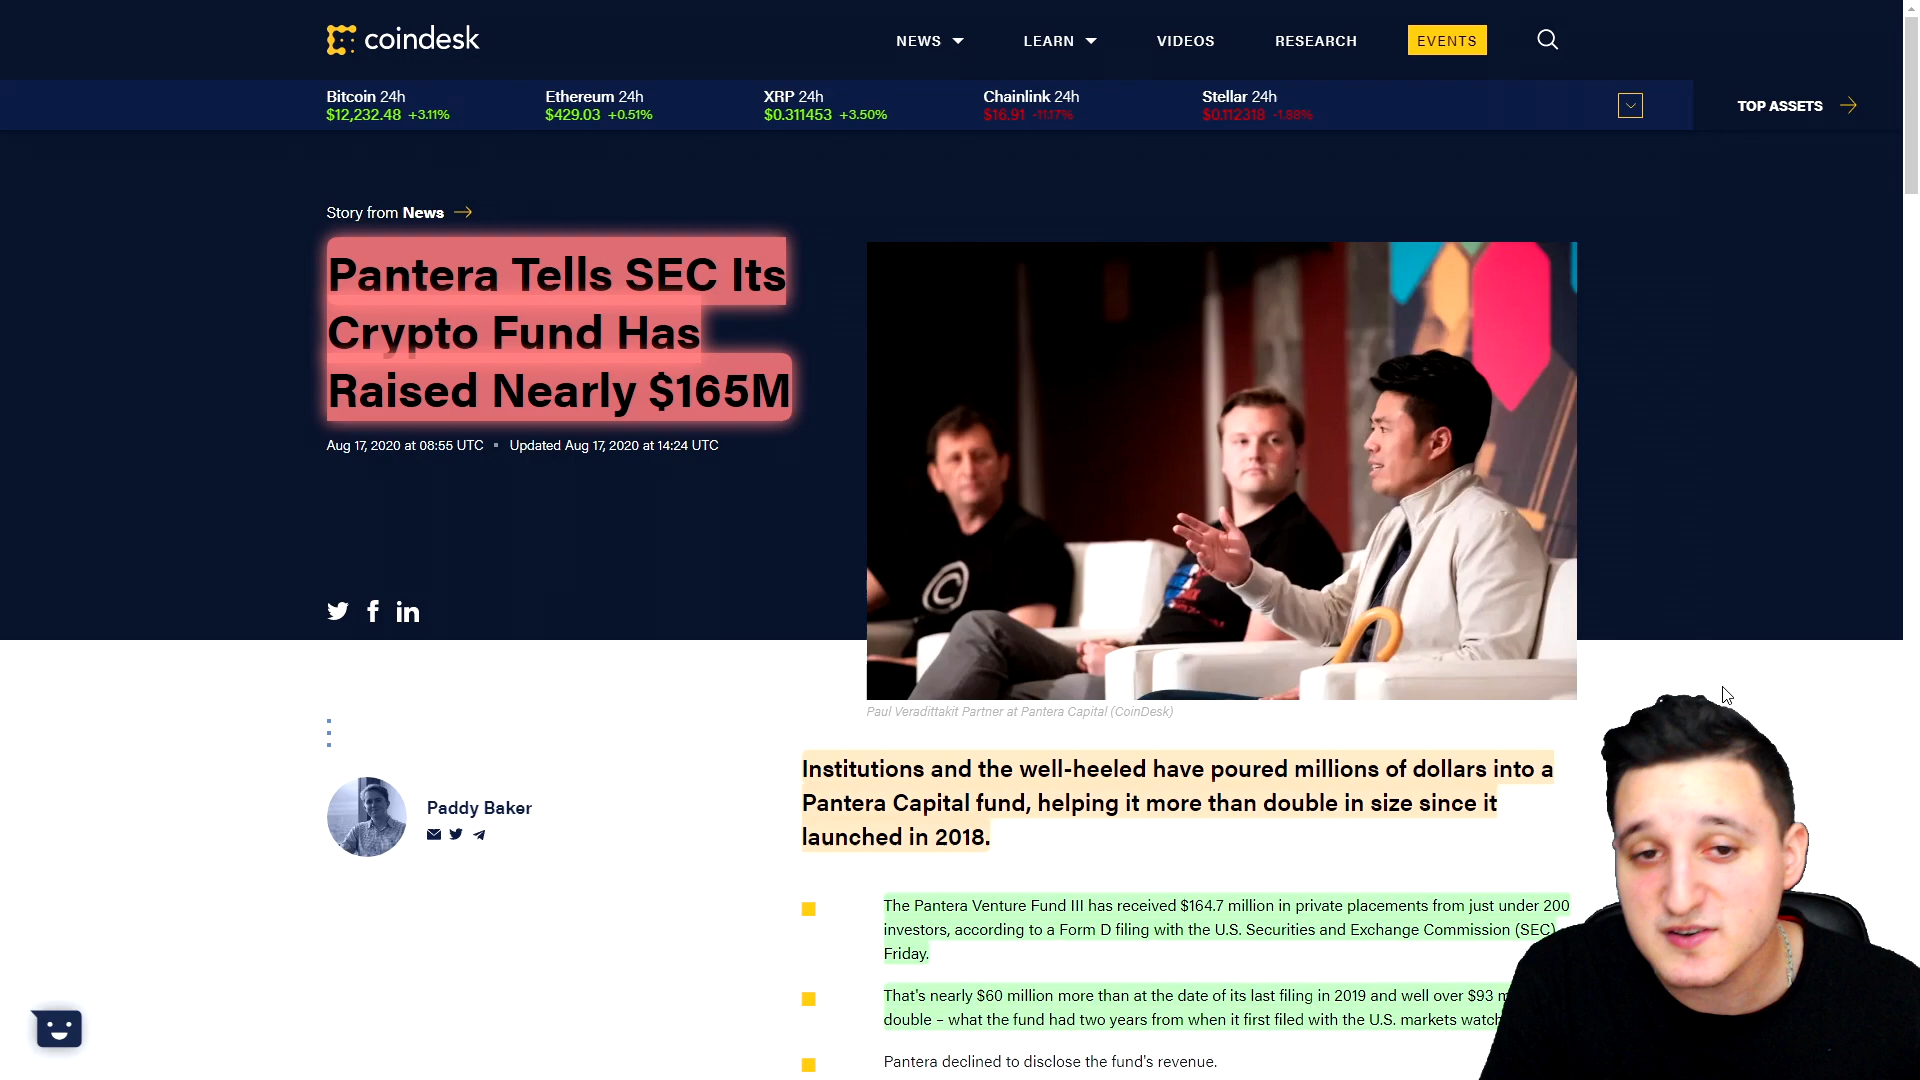 coindesk
NEWS
LEARN
VIDEOS
RESEARCH
EVENTS
Bitcoin 24h
$12,232.48 +3.11%
Ethereum 24h
$429.03 +0.51%
XRP 24h
$0.311453 +3.50%
Chainlink 24h
$16.91 -11.17%
Stellar 24h
$0.112318 -1.88%
TOP ASSETS
Story from News
Pantera Tells SEC Its
Crypto Fund Has
Raised Nearly $165M
Aug 17, 2020 at 08:55 UTC ▪ Updated Aug 17, 2020 at 14:24 UTC
Paul Veradittakit Partner at Pantera Capital (CoinDesk)
Paddy Baker
Institutions and the well-heeled have poured millions of dollars into a
Pantera Capital fund, helping it more than double in size since it
launched in 2018.
The Pantera Venture Fund III has received $164.7 million in private placements from just under 200
investors, according to a Form D filing with the U.S. Securities and Exchange Commission (SEC)
Friday.
That's nearly $60 million more than at the date of its last filing in 2019 and well over $93
double – what the fund had two years from when it first filed with the U.S. markets
Pantera declined to disclose the fund's revenue.